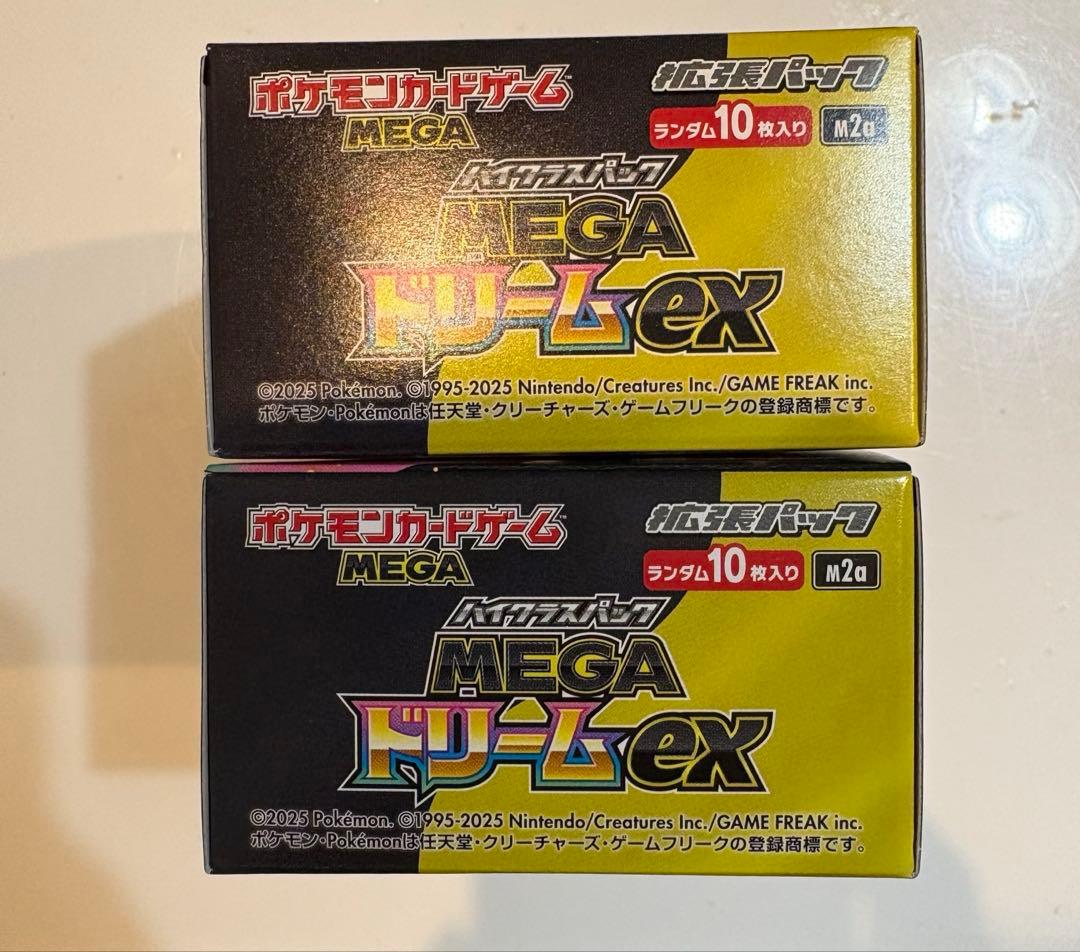 ポケモンカードゲーム
MEGA
拡張パック
ランダム10枚入り M2a
ハイクラスパック
MEGA
ドリームex
©2025 Pokémon. ©1995-2025 Nintendo/Creatures Inc./GAME FREAK inc.
ポケモン・Pokémonは任天堂・クリーチャーズ・ゲームフリークの登録商標です。
ポケモンカードゲーム
MEGA
拡張パック
ランダム10枚入り M2a
ハイクラスパック
MEGA
ドリームex
©2025 Pokémon. ©1995-2025 Nintendo/Creatures Inc./GAME FREAK inc.
ポケモン・Pokémonは任天堂・クリーチャーズ・ゲームフリークの登録商標です。